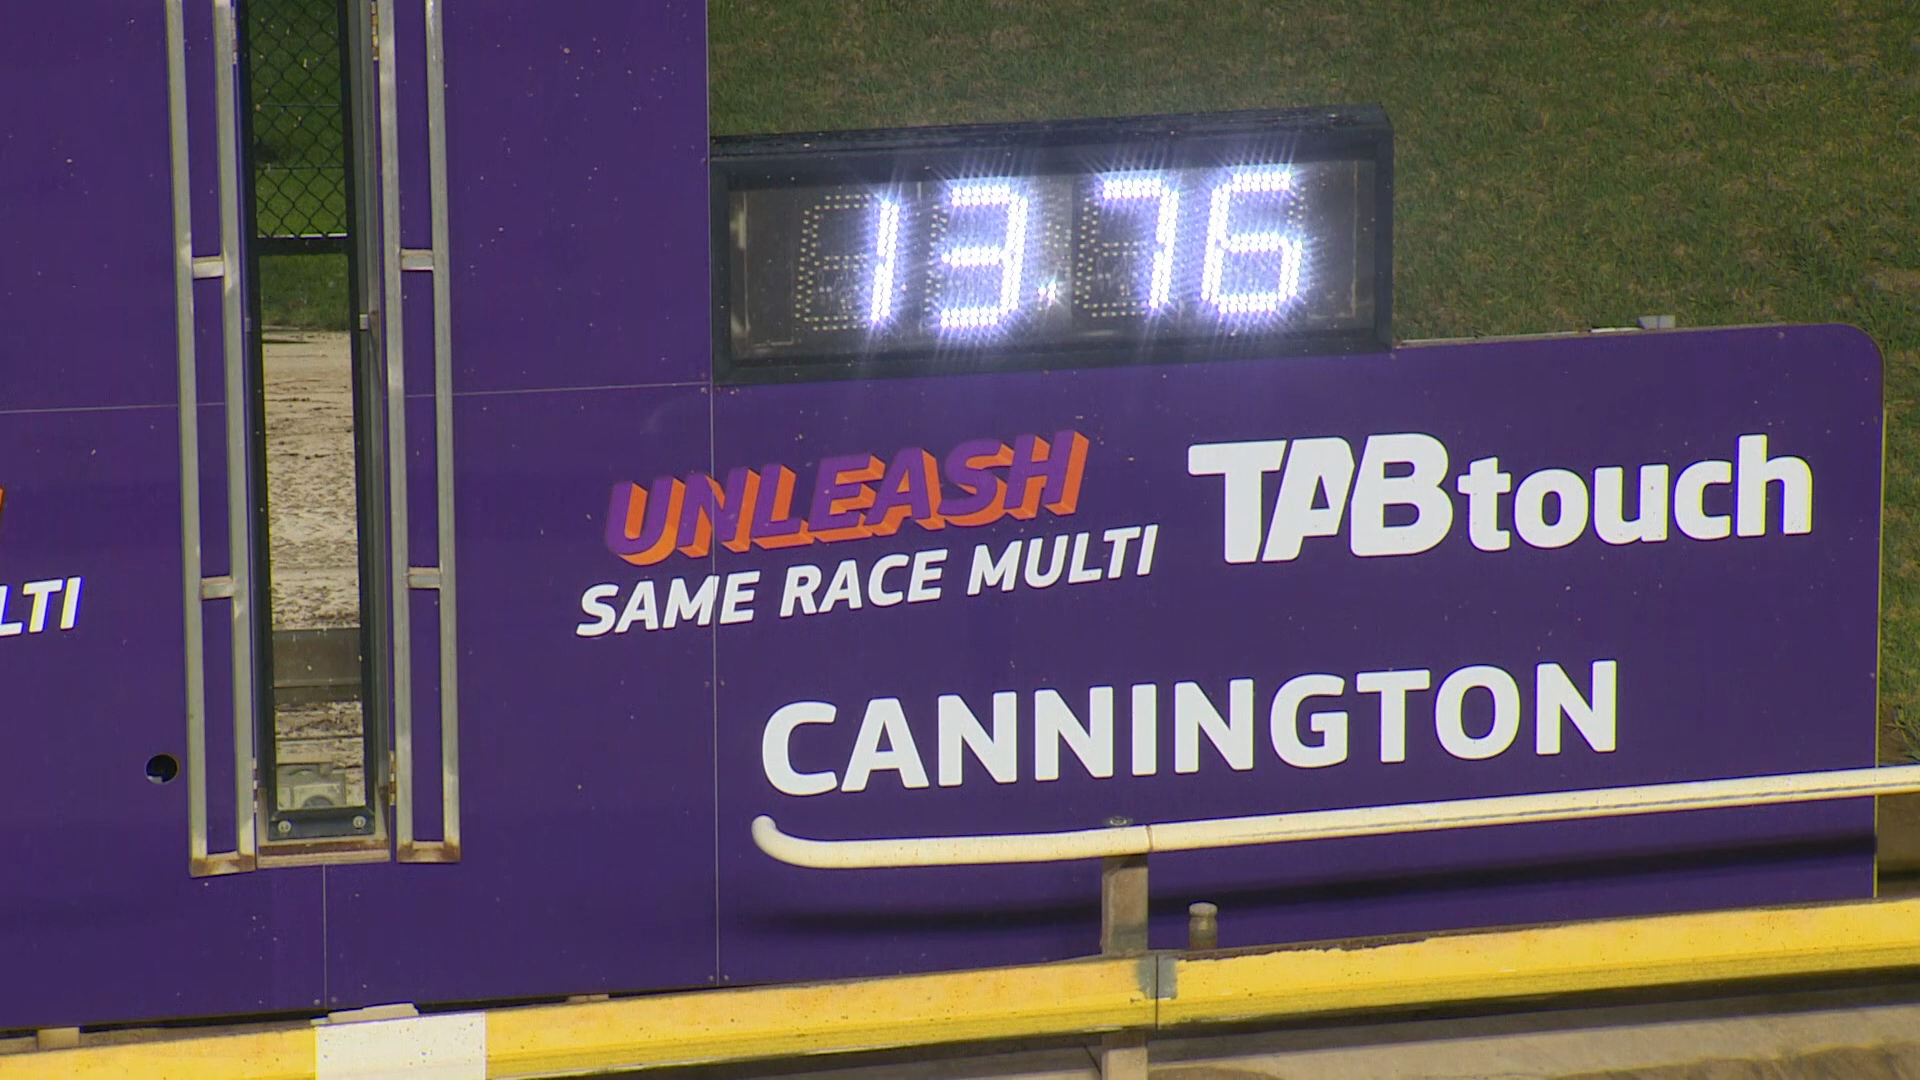 13.76
UNLEASH
SAME RACE MULTI
TABtouch
LTI
CANNINGTON